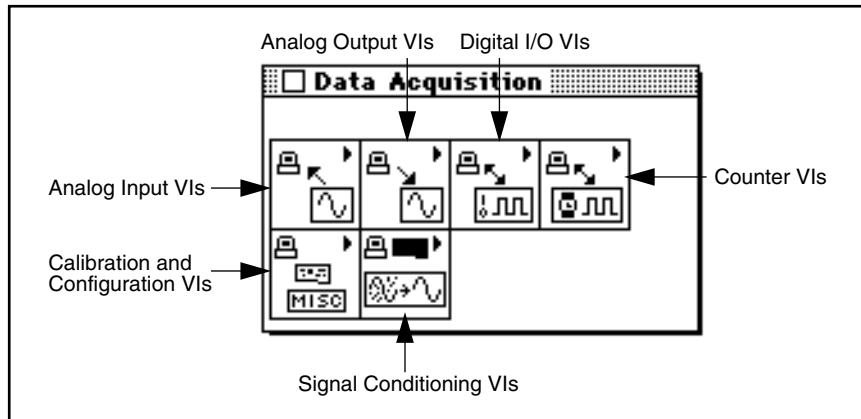 Analog Output VIs
Digital I/O VIs
Data Acquisition
Analog Input VIs
Counter VIs
Calibration and
Configuration VIs
MISC
Signal Conditioning VIs